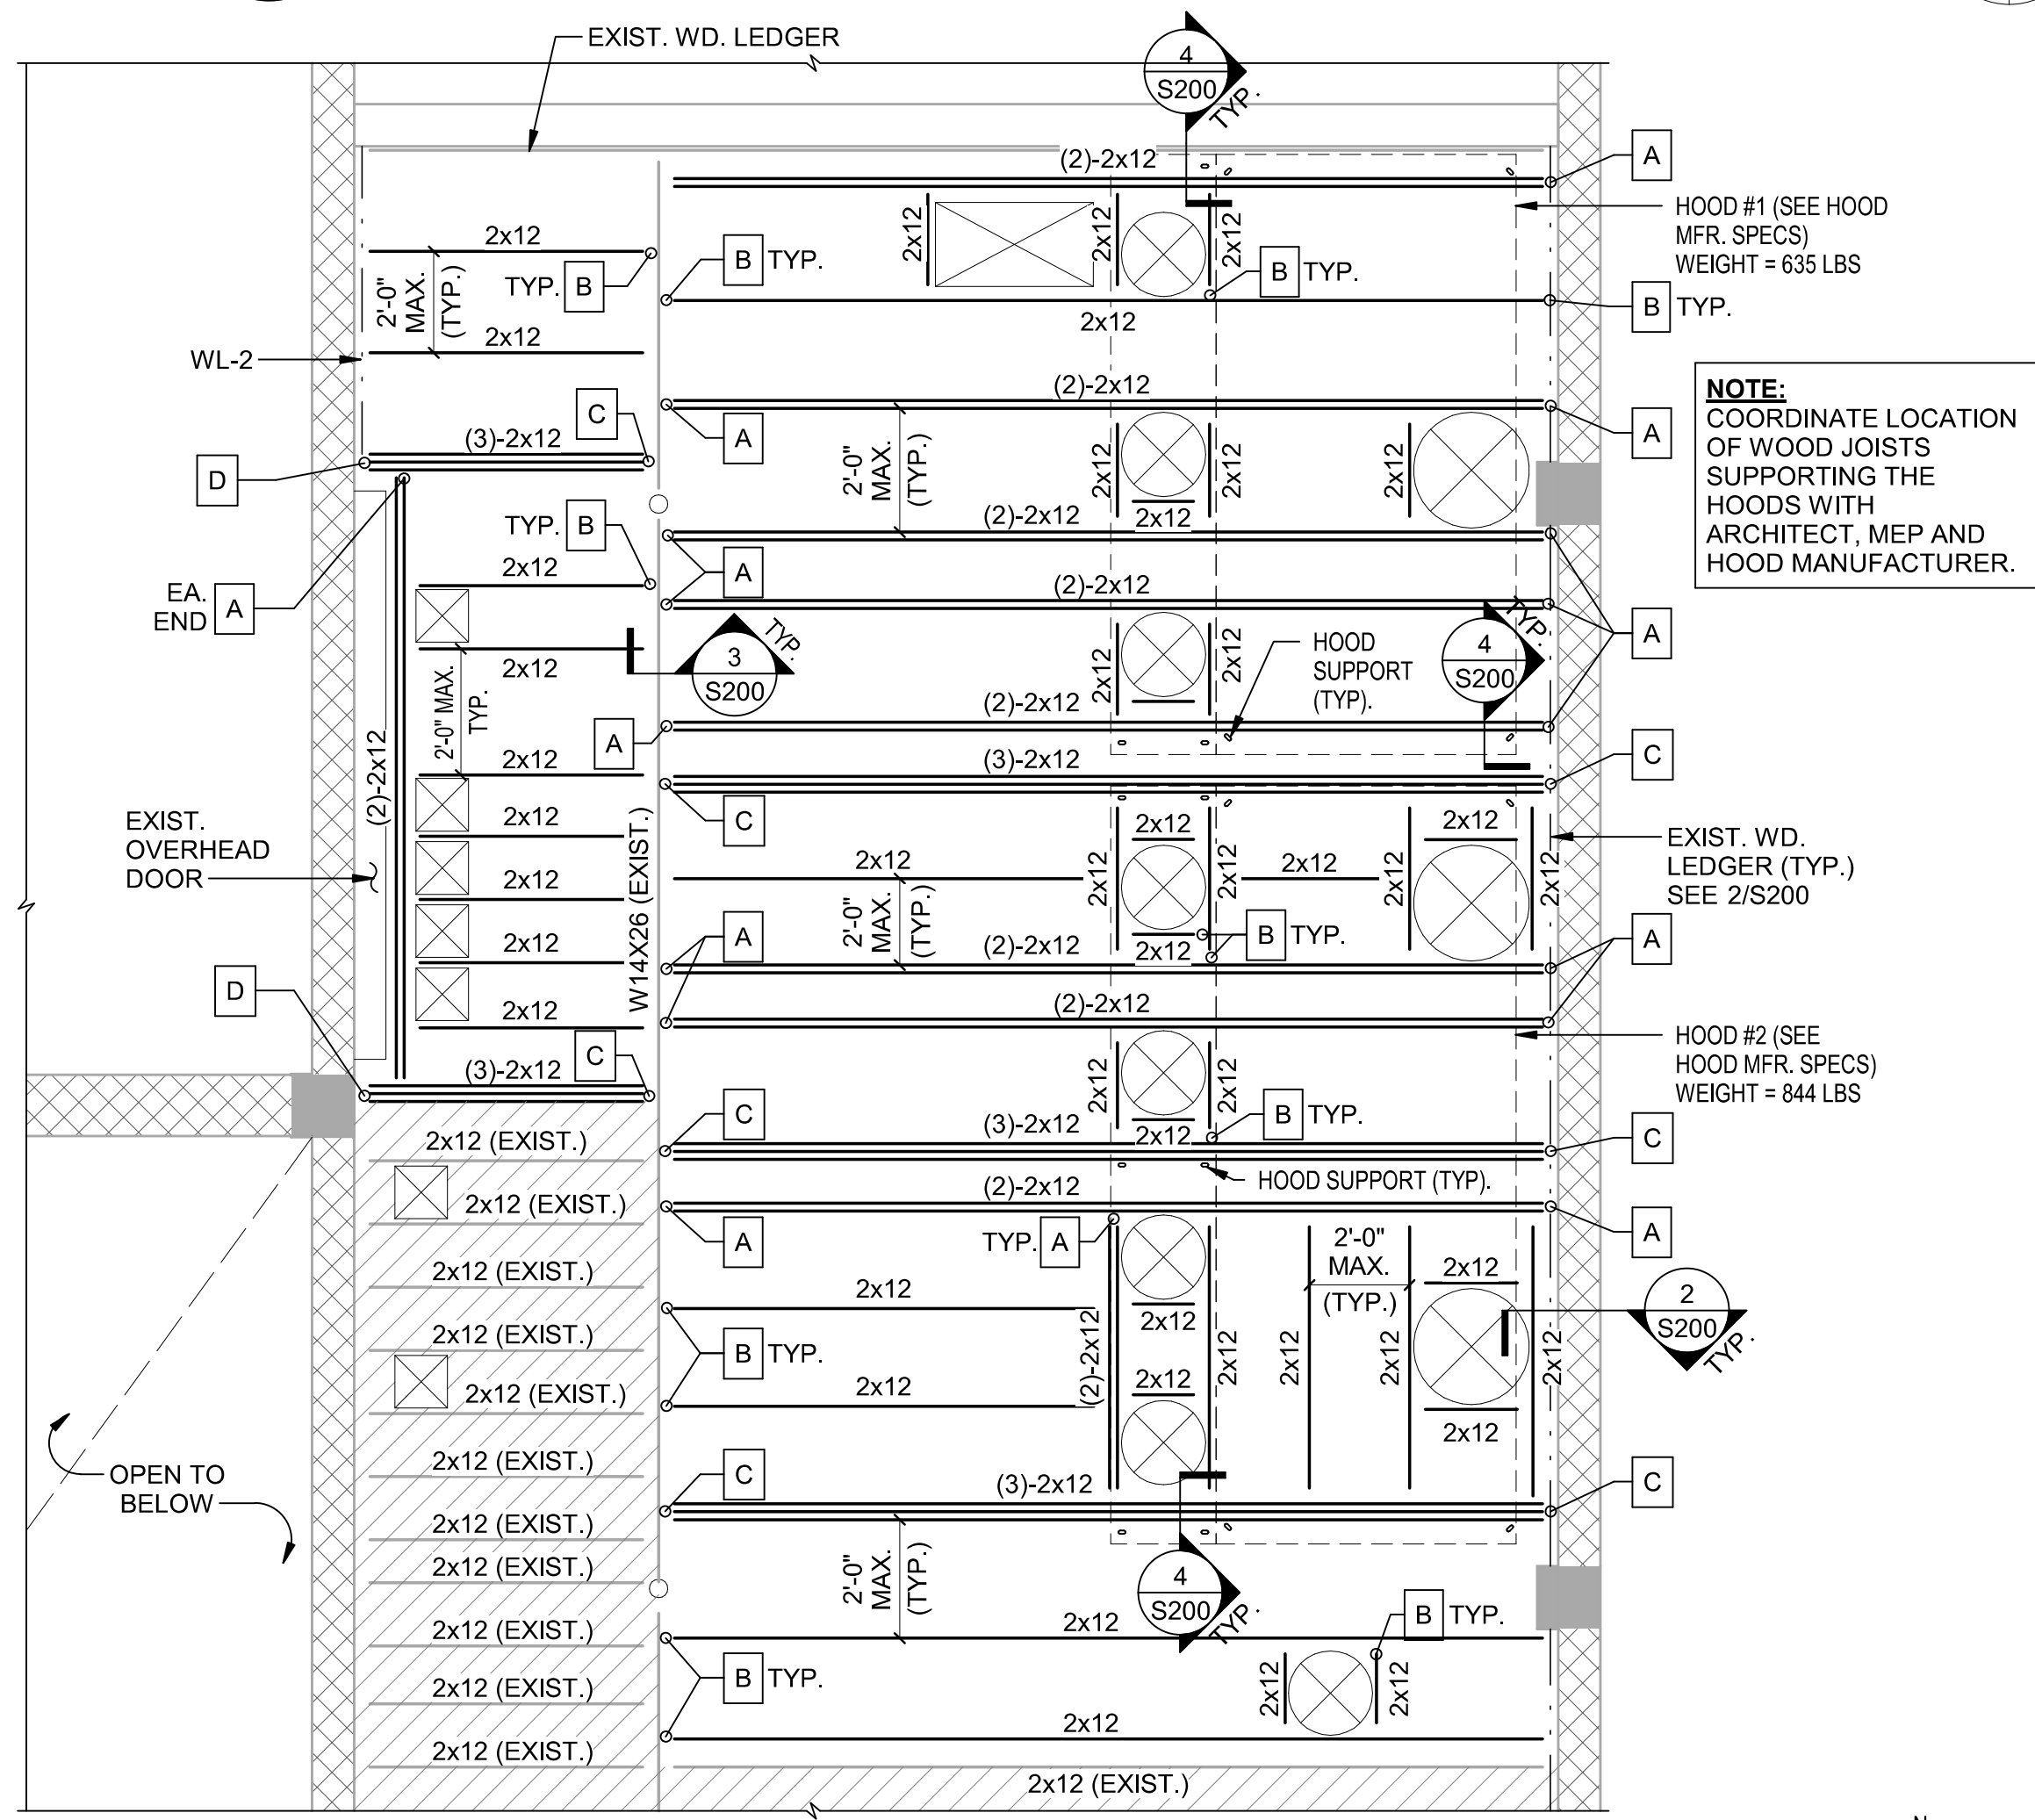 EXIST. WD. LEDGER
4
S200
TYP.
(2)-2x12
A
HOOD #1 (SEE HOOD
MFR. SPECS)
WEIGHT = 635 LBS
2x12
2x12
2x12
2x12
2'-0"
MAX.
(TYP.)
TYP. B
B TYP.
B TYP.
B TYP.
2x12
2x12
WL-2
NOTE:
COORDINATE LOCATION
OF WOOD JOISTS
SUPPORTING THE
HOODS WITH
ARCHITECT, MEP AND
HOOD MANUFACTURER.
(2)-2x12
C
A
A
(3)-2x12
D
2'-0"
MAX.
(TYP.)
2x12
2x12
2x12
(2)-2x12
2x12
TYP. B
2x12
A
(2)-2x12
EA.
END A
A
2x12
3
S200
TYP.
2x12
2x12
HOOD
SUPPORT
(TYP).
4
S200
TYP.
2'-0" MAX.
TYP.
(2)-2x12
A
(2)-2x12
2x12
(3)-2x12
C
C
EXIST.
OVERHEAD
DOOR
2x12
W14X26 (EXIST.)
2x12
2x12
EXIST. WD.
LEDGER (TYP.)
SEE 2/S200
2x12
2x12
2x12
2x12
2x12
2x12
2x12
2'-0"
MAX.
(TYP.)
2x12
A
(2)-2x12
2x12
B TYP.
A
D
2x12
(2)-2x12
HOOD #2 (SEE
HOOD MFR. SPECS)
WEIGHT = 844 LBS
C
(3)-2x12
2x12
2x12
C
(3)-2x12
2x12
B TYP.
C
2x12 (EXIST.)
HOOD SUPPORT (TYP).
2x12 (EXIST.)
(2)-2x12
A
TYP. A
A
2'-0"
MAX.
(TYP.)
2x12 (EXIST.)
2x12
2x12
2x12
2
S200
TYP.
2x12 (EXIST.)
B TYP.
(2)-2x12
2x12
2x12
2x12
2x12
2x12 (EXIST.)
2x12
2x12
2x12
OPEN TO
BELOW
2x12 (EXIST.)
C
(3)-2x12
C
2x12 (EXIST.)
2x12 (EXIST.)
2'-0"
MAX.
(TYP.)
4
S200
TYP.
2x12 (EXIST.)
2x12
B TYP.
2x12 (EXIST.)
B TYP.
2x12
2x12
2x12
2x12 (EXIST.)
2x12 (EXIST.)